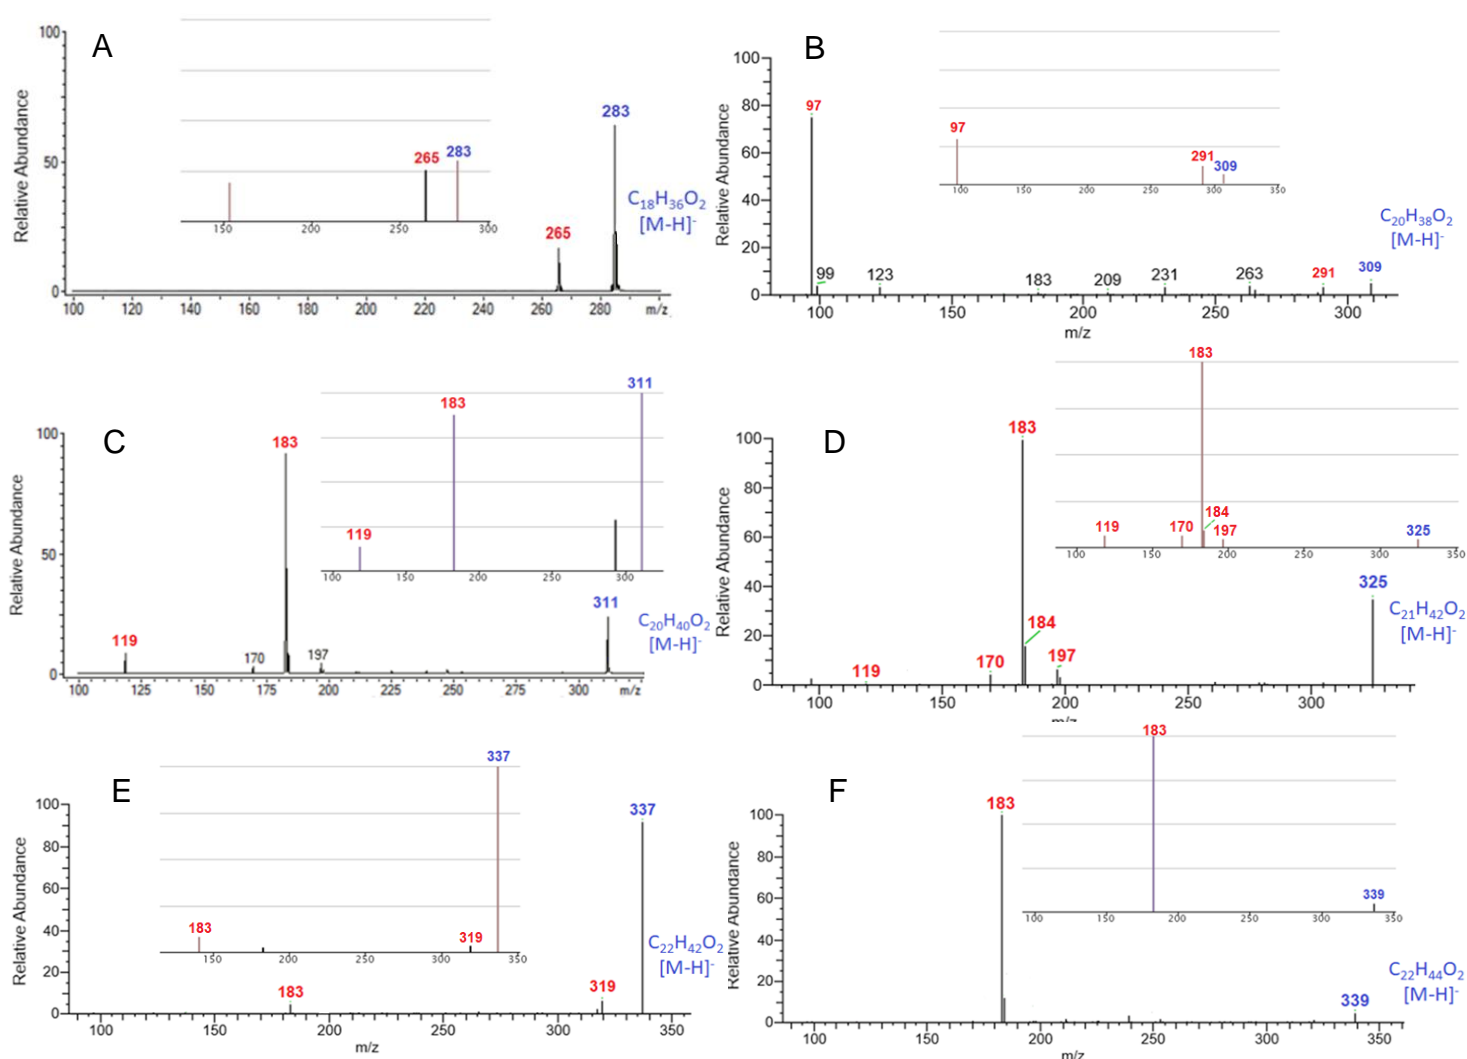 A
100
50
0
Relative Abundance
100 120 140 160 180 200 220 240 260 280 m/z
265
283
C18H36O2
[M-H]-
265 283
150 200 250 300
B
100
80
60
40
20
0
Relative Abundance
97
99 123 183 209 231 263 291 309
C20H38O2
[M-H]-
100 150 200 250 300
m/z
97
291 309
100 150 200 250 300 350
C
100
50
0
Relative Abundance
183
119
170 197
311
C20H40O2
[M-H]-
100 125 150 175 200 225 250 275 300 m/z
311
183
119
100 150 200 250 300
D
100
80
60
40
20
0
Relative Abundance
183
184
119 170 197
325
C21H42O2
[M-H]-
100 150 200 250 300
m/z
183
119 170 184 197 325
100 150 200 250 300 350
E
100
80
60
40
20
0
Relative Abundance
337
183 319
C22H42O2
[M-H]-
100 150 200 250 300 350
m/z
337
183 319
150 200 250 300 350
F
100
80
60
40
20
0
Relative Abundance
183
339
C22H44O2
[M-H]-
100 150 200 250 300 350
m/z
183
339
100 150 200 250 300 350